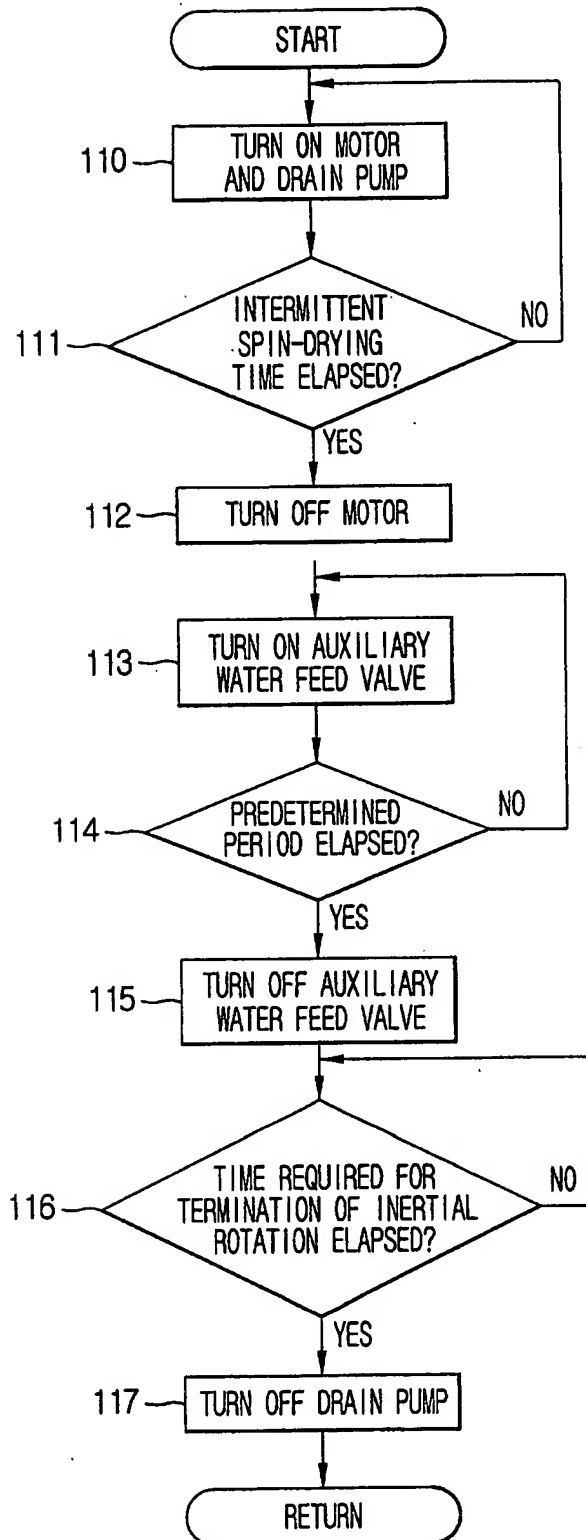 START
110
TURN ON MOTOR
AND DRAIN PUMP
111
INTERMITTENT
SPIN-DRYING
TIME ELAPSED?
NO
YES
112
TURN OFF MOTOR
113
TURN ON AUXILIARY
WATER FEED VALVE
114
PREDETERMINED
PERIOD ELAPSED?
NO
YES
115
TURN OFF AUXILIARY
WATER FEED VALVE
116
TIME REQUIRED FOR
TERMINATION OF INERTIAL
ROTATION ELAPSED?
NO
YES
117
TURN OFF DRAIN PUMP
RETURN